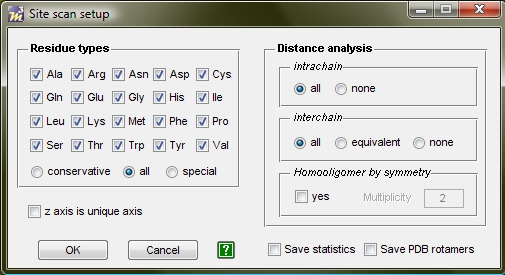 Site scan setup
Residue types
Ala Arg Asn Asp Cys
Gln Glu Gly His Ile
Leu Lys Met Phe Pro
Ser Thr Trp Tyr Val
conservative all special
z axis is unique axis
OK Cancel ?
Distance analysis
intrachain
all none
interchain
all equivalent none
Homooligomer by symmetry
yes Multiplicity 2
Save statistics Save PDB rotamers